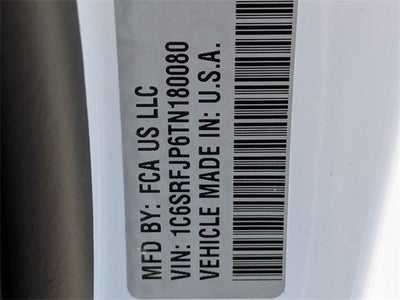 MFD BY: FCA US LLC
VIN: 1C6SRFJP6TN180080
VEHICLE MADE IN: U.S.A.